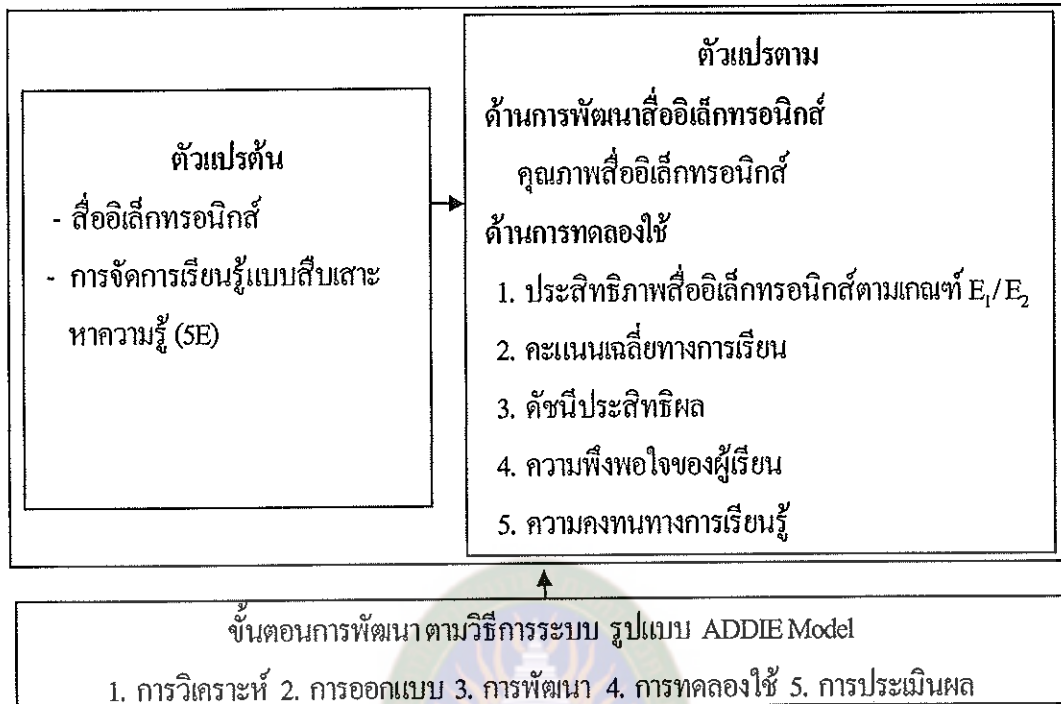 ตัวแปรต้น
- สื่ออิเล็กทรอนิกส์
- การจัดการเรียนรู้แบบสืบเสาะ
หาความรู้ (5E)
ตัวแปรตาม
ด้านการพัฒนาสื่ออิเล็กทรอนิกส์
คุณภาพสื่ออิเล็กทรอนิกส์
ด้านการทดลองใช้
1. ประสิทธิภาพสื่ออิเล็กทรอนิกส์ตามเกณฑ์ E₁/E₂
2. คะแนนเฉลี่ยทางการเรียน
3. ดัชนีประสิทธิผล
4. ความพึงพอใจของผู้เรียน
5. ความคงทนทางการเรียนรู้
ขั้นตอนการพัฒนา ตามวิธีการระบบ รูปแบบ ADDIE Model
1. การวิเคราะห์ 2. การออกแบบ 3. การพัฒนา 4. การทดลองใช้ 5. การประเมินผล